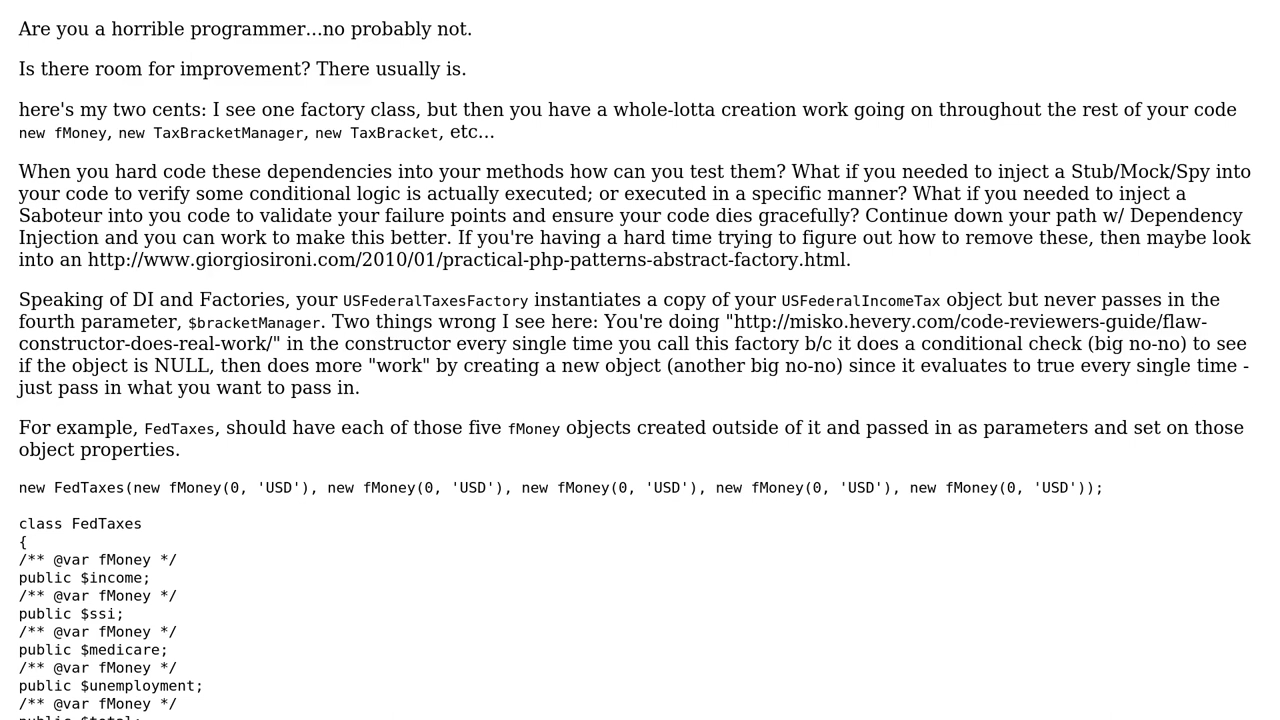 Are you a horrible programmer...no probably not.
Is there room for improvement? There usually is.
here's my two cents: I see one factory class, but then you have a whole-lotta creation work going on throughout the rest of your code
new fMoney, new TaxBracketManager, new TaxBracket, etc...
When you hard code these dependencies into your methods how can you test them? What if you needed to inject a Stub/Mock/Spy into
your code to verify some conditional logic is actually executed; or executed in a specific manner? What if you needed to inject a
Saboteur into you code to validate your failure points and ensure your code dies gracefully? Continue down your path w/ Dependency
Injection and you can work to make this better. If you're having a hard time trying to figure out how to remove these, then maybe look
into an http://www.giorgiosironi.com/2010/01/practical-php-patterns-abstract-factory.html.
Speaking of DI and Factories, your USFederalTaxesFactory instantiates a copy of your USFederalIncomeTax object but never passes in the
fourth parameter, $bracketManager. Two things wrong I see here: You're doing "http://misko.hevery.com/code-reviewers-guide/flaw-
constructor-does-real-work/" in the constructor every single time you call this factory b/c it does a conditional check (big no-no) to see
if the object is NULL, then does more "work" by creating a new object (another big no-no) since it evaluates to true every single time -
just pass in what you want to pass in.
For example, FedTaxes, should have each of those five fMoney objects created outside of it and passed in as parameters and set on those
object properties.
new FedTaxes(new fMoney(0, 'USD'), new fMoney(0, 'USD'), new fMoney(0, 'USD'), new fMoney(0, 'USD'), new fMoney(0, 'USD'));
class FedTaxes
{
/** @var fMoney */
public $income;
/** @var fMoney */
public $ssi;
/** @var fMoney */
public $medicare;
/** @var fMoney */
public $unemployment;
/** @var fMoney */
public $total;